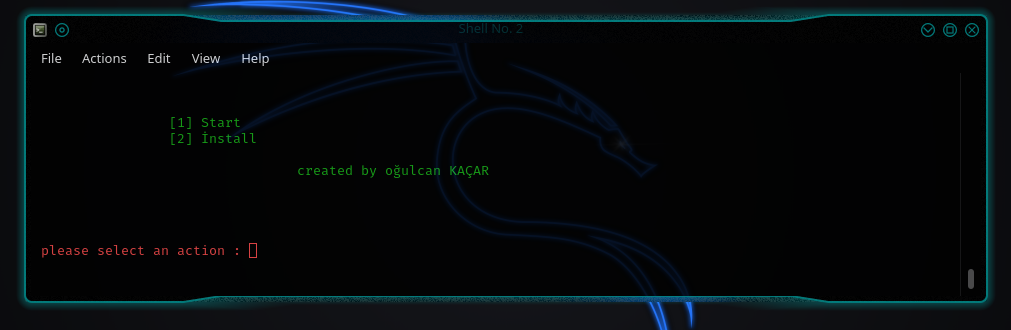 Shell No. 2
File Actions Edit View Help
[1] Start
[2] İnstall
created by oğulcan KAÇAR
please select an action :